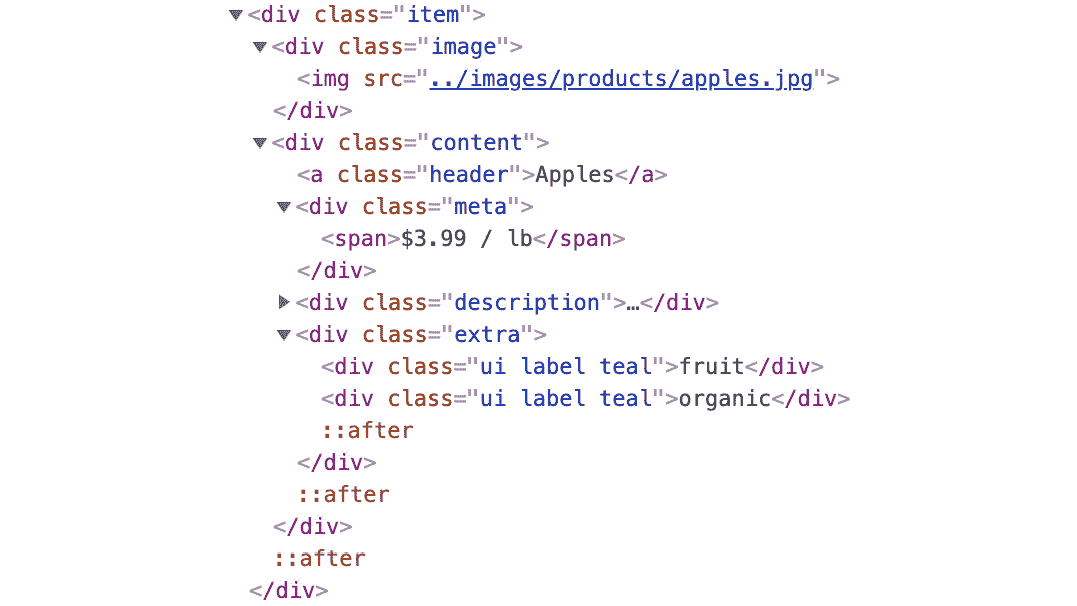 <div class="item">
<div class="image">
<img src="../images/products/apples.jpg">
</div>
<div class="content">
<a class="header">Apples</a>
<div class="meta">
<span>$3.99 / lb</span>
</div>
<div class="description">…</div>
<div class="extra">
<div class="ui label teal">fruit</div>
<div class="ui label teal">organic</div>
::after
</div>
::after
</div>
::after
</div>